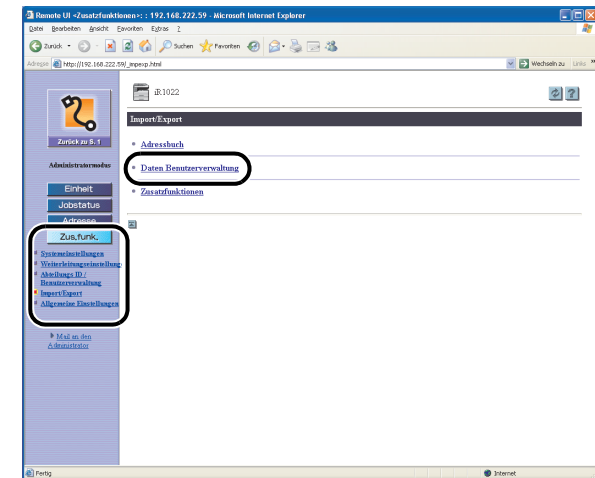 Remote UI <Zusatzfunktionen>: : 192.168.222.59 - Microsoft Internet Explorer
Datei Bearbeiten Ansicht Favoriten Extras ?
Zurück Suchen Favoriten
Adresse http://192.168.222.59/_impexp.html Wechseln zu Links »
iR1022
Import/Export
Zurück zu S. 1
Adressbuch
Administratormodus
Daten Benutzerverwaltung
Einheit
Zusatzfunktionen
Jobstatus
Adresse
Zus.funk.
Systemeinstellungen
Weiterleitungseinstellung
Abteilungs ID /
Benutzerverwaltung
Import/Export
Allgemeine Einstellungen
Mail an den
Administrator
Fertig Internet